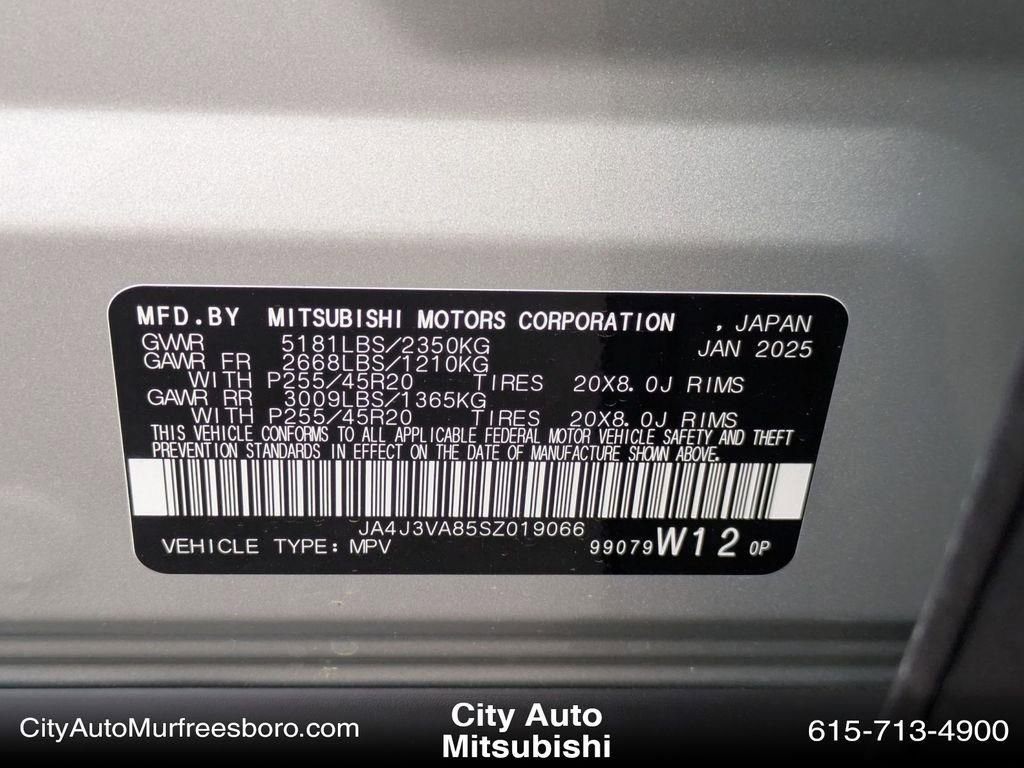 MFD.BY MITSUBISHI MOTORS CORPORATION , JAPAN
GVWR 5181LBS/2350KG JAN 2025
GAWR FR 2668LBS/1210KG
WITH P255/45R20 TIRES 20X8.0J RIMS
GAWR RR 3009LBS/1365KG
WITH P255/45R20 TIRES 20X8.0J RIMS
THIS VEHICLE CONFORMS TO ALL APPLICABLE FEDERAL MOTOR VEHICLE SAFETY AND THEFT
PREVENTION STANDARDS IN EFFECT ON THE DATE OF MANUFACTURE SHOWN ABOVE.
JA4J3VA85SZ019066
VEHICLE TYPE: MPV 99079 W12 0P
CityAutoMurfreesboro.com
City Auto
Mitsubishi
615-713-4900